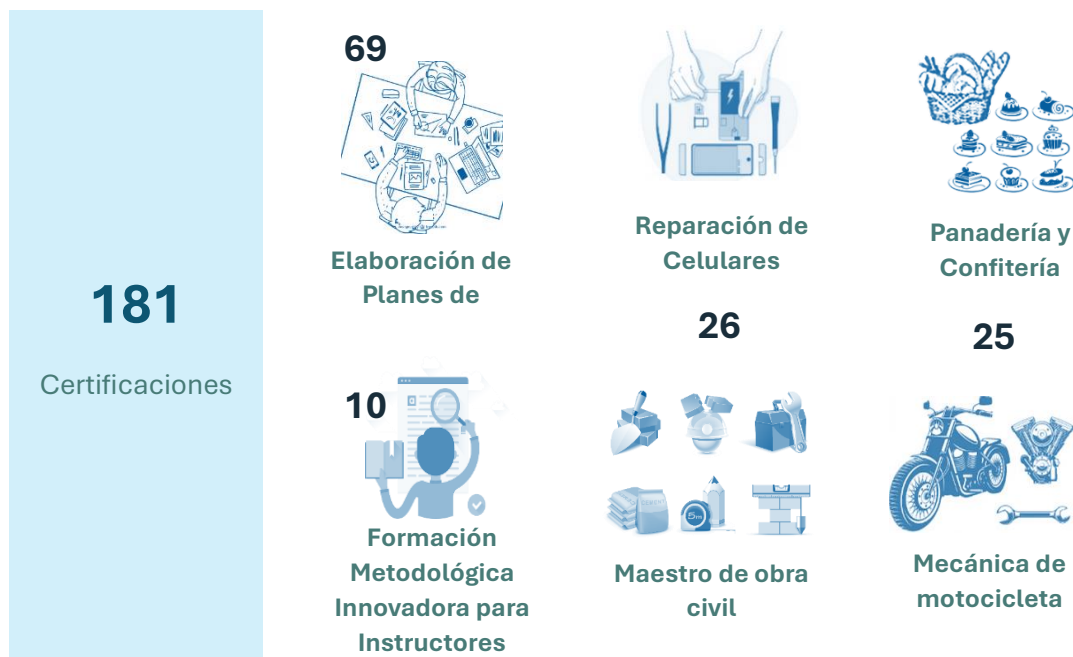 181
Certificaciones
69
Elaboración de
Planes de
Reparación de
Celulares
Panadería y
Confitería
26
25
10
Formación
Metodológica
Innovadora para
Instructores
5m
Maestro de obra
civil
Mecánica de
motocicleta